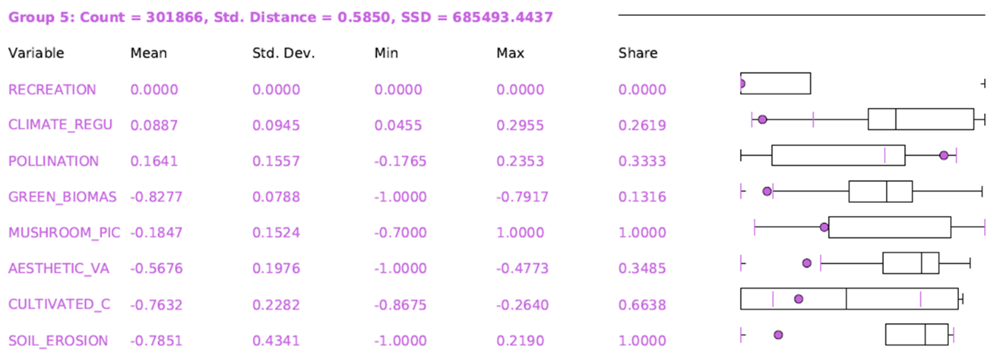 Group 5: Count = 301866, Std. Distance = 0.5850, SSD = 685493.4437
Variable Mean Std. Dev. Min Max Share
RECREATION 0.0000 0.0000 0.0000 0.0000 0.0000
CLIMATE_REGU 0.0887 0.0945 0.0455 0.2955 0.2619
POLLINATION 0.1641 0.1557 -0.1765 0.2353 0.3333
GREEN_BIOMAS -0.8277 0.0788 -1.0000 -0.7917 0.1316
MUSHROOM_PIC -0.1847 0.1524 -0.7000 1.0000 1.0000
AESTHETIC_VA -0.5676 0.1976 -1.0000 -0.4773 0.3485
CULTIVATED_C -0.7632 0.2282 -0.8675 -0.2640 0.6638
SOIL_EROSION -0.7851 0.4341 -1.0000 0.2190 1.0000